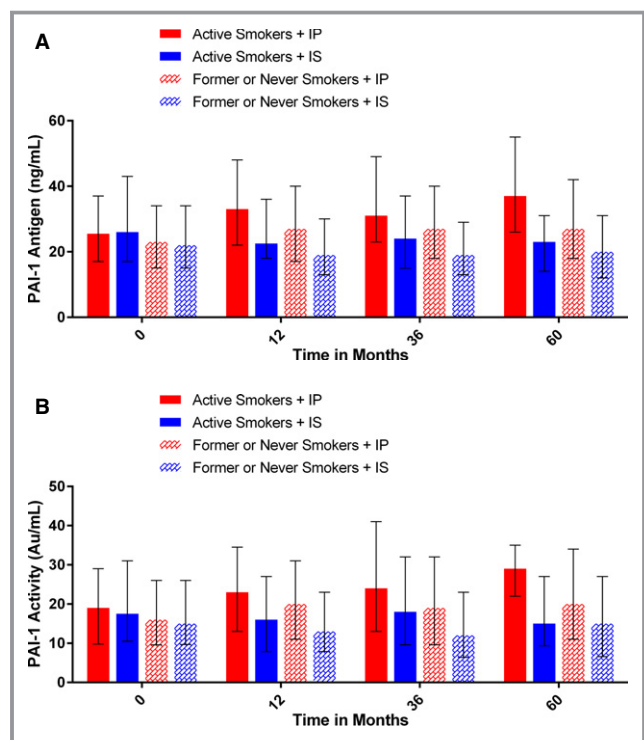 A
Active Smokers + IP
Active Smokers + IS
Former or Never Smokers + IP
Former or Never Smokers + IS
PAI-1 Antigen (ng/mL)
60
40
20
0
0 12 36 60
Time in Months
B
Active Smokers + IP
Active Smokers + IS
Former or Never Smokers + IP
Former or Never Smokers + IS
PAI-1 Activity (Au/mL)
50
40
30
20
10
0
0 12 36 60
Time in Months